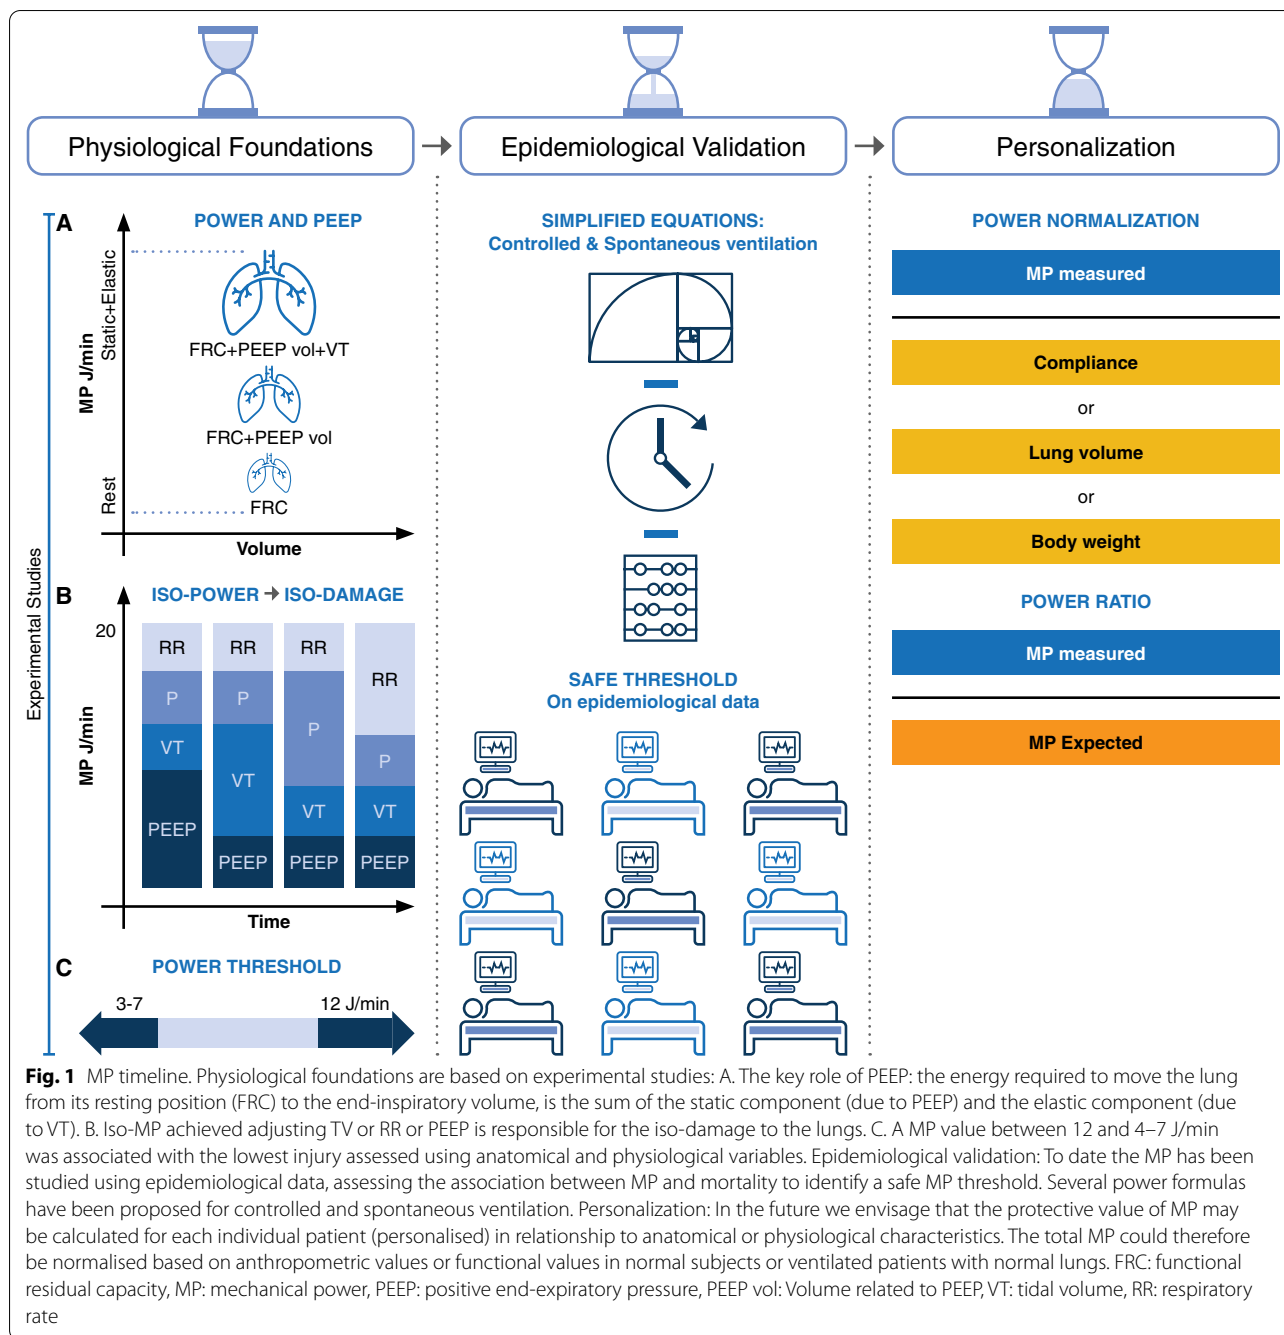 Physiological Foundations
Epidemiological Validation
Personalization
Experimental Studies
A
POWER AND PEEP
MP J/min
Static+Elastic
Rest
FRC+PEEP vol+VT
FRC+PEEP vol
FRC
Volume
B
ISO-POWER → ISO-DAMAGE
20
MP J/min
RR
P
VT
PEEP
RR
P
VT
PEEP
RR
P
VT
PEEP
RR
P
VT
PEEP
Time
C
POWER THRESHOLD
3-7
12 J/min
SIMPLIFIED EQUATIONS:
Controlled & Spontaneous ventilation
SAFE THRESHOLD
On epidemiological data
POWER NORMALIZATION
MP measured
Compliance
or
Lung volume
or
Body weight
POWER RATIO
MP measured
MP Expected
Fig. 1 MP timeline. Physiological foundations are based on experimental studies: A. The key role of PEEP: the energy required to move the lung
from its resting position (FRC) to the end-inspiratory volume, is the sum of the static component (due to PEEP) and the elastic component (due
to VT). B. Iso-MP achieved adjusting TV or RR or PEEP is responsible for the iso-damage to the lungs. C. A MP value between 12 and 4–7 J/min
was associated with the lowest injury assessed using anatomical and physiological variables. Epidemiological validation: To date the MP has been
studied using epidemiological data, assessing the association between MP and mortality to identify a safe MP threshold. Several power formulas
have been proposed for controlled and spontaneous ventilation. Personalization: In the future we envisage that the protective value of MP may
be calculated for each individual patient (personalised) in relationship to anatomical or physiological characteristics. The total MP could therefore
be normalised based on anthropometric values or functional values in normal subjects or ventilated patients with normal lungs. FRC: functional
residual capacity, MP: mechanical power, PEEP: positive end-expiratory pressure, PEEP vol: Volume related to PEEP, VT: tidal volume, RR: respiratory
rate